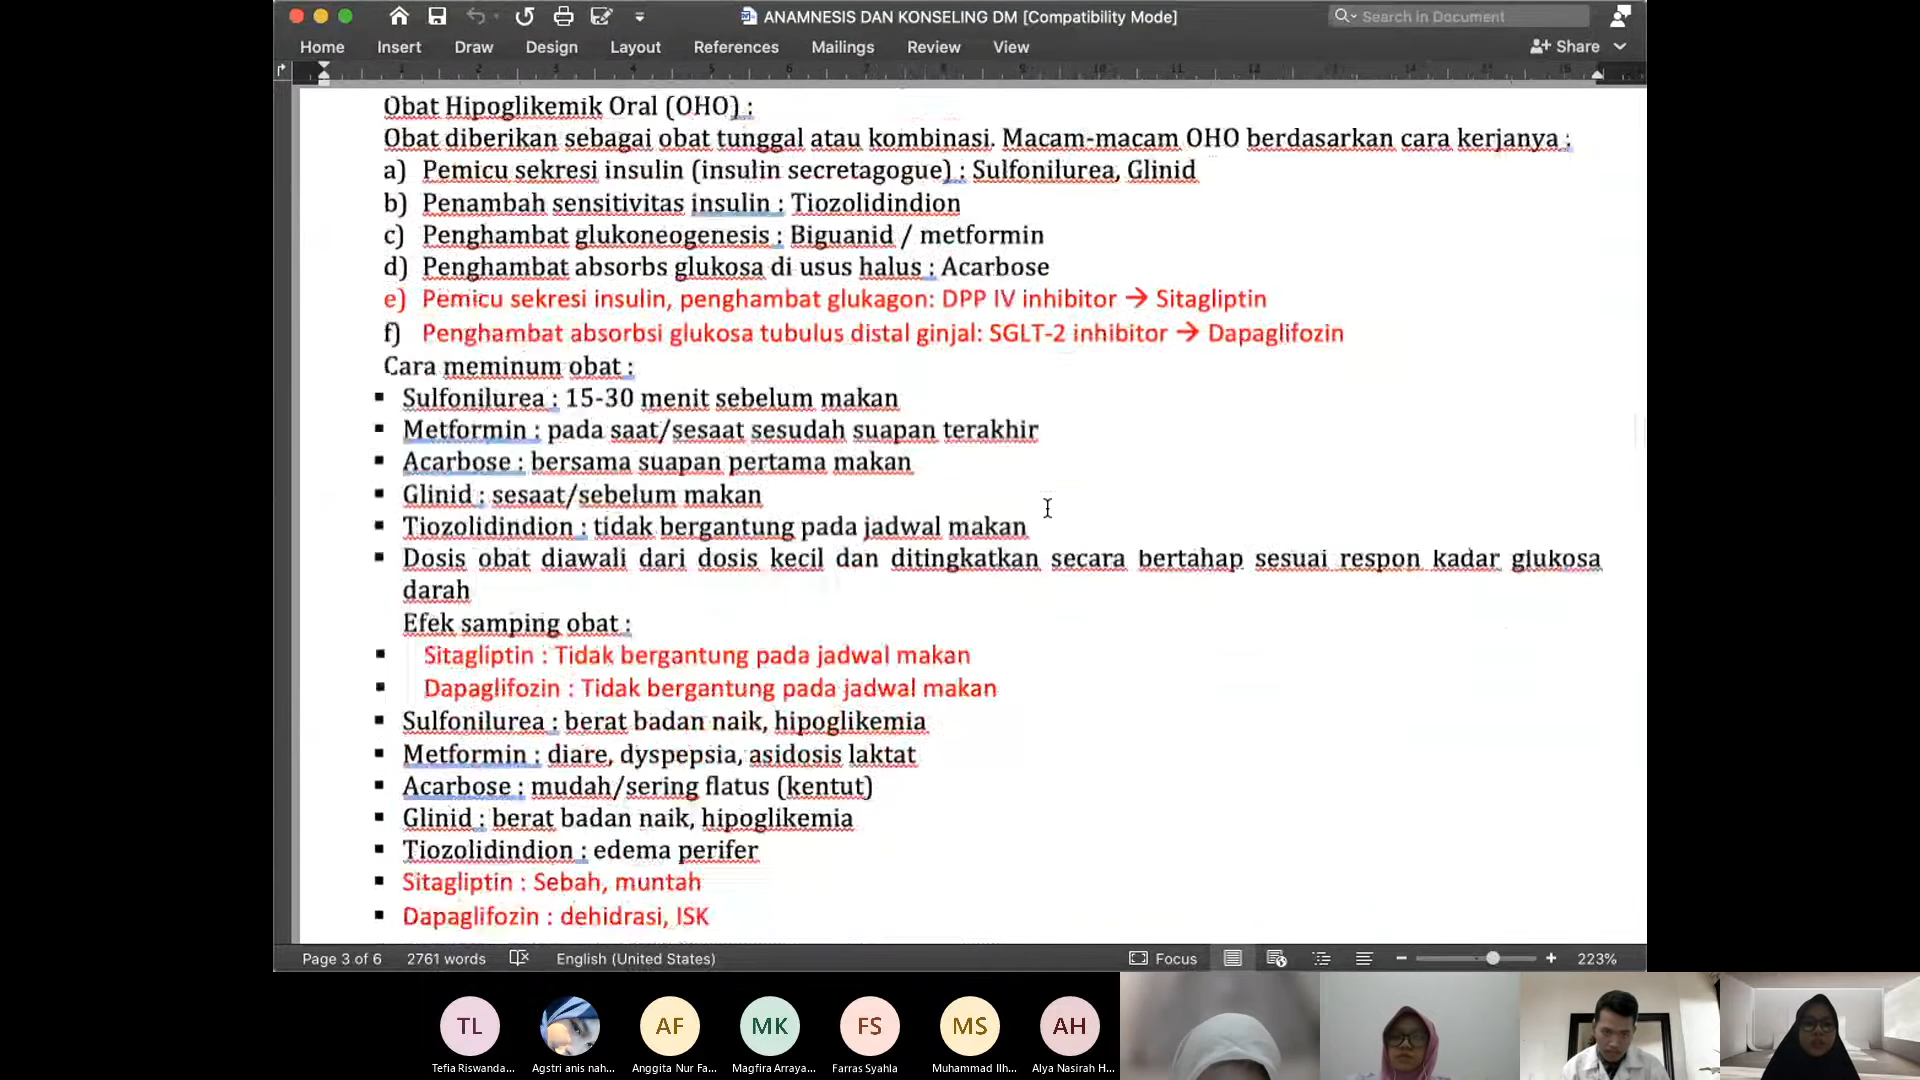 ANAMNESIS DAN KONSELING DM [Compatibility Mode]
Search in Document
Home Insert Draw Design Layout References Mailings Review View Share
Obat Hipoglikemik Oral (OHO) :
Obat diberikan sebagai obat tunggal atau kombinasi. Macam-macam OHO berdasarkan cara kerjanya :
a) Pemicu sekresi insulin (insulin secretagogue) : Sulfonilurea, Glinid
b) Penambah sensitivitas insulin : Tiozolidindion
c) Penghambat glukoneogenesis : Biguanid / metformin
d) Penghambat absorbs glukosa di usus halus : Acarbose
e) Pemicu sekresi insulin, penghambat glukagon: DPP IV inhibitor → Sitagliptin
f) Penghambat absorbsi glukosa tubulus distal ginjal: SGLT-2 inhibitor → Dapaglifozin
Cara meminum obat :
▪ Sulfonilurea : 15-30 menit sebelum makan
▪ Metformin : pada saat/sesaat sesudah suapan terakhir
▪ Acarbose : bersama suapan pertama makan
▪ Glinid : sesaat/sebelum makan
▪ Tiozolidindion : tidak bergantung pada jadwal makan
▪ Dosis obat diawali dari dosis kecil dan ditingkatkan secara bertahap sesuai respon kadar glukosa
darah
Efek samping obat :
▪ Sitagliptin : Tidak bergantung pada jadwal makan
▪ Dapaglifozin : Tidak bergantung pada jadwal makan
▪ Sulfonilurea : berat badan naik, hipoglikemia
▪ Metformin : diare, dyspepsia, asidosis laktat
▪ Acarbose : mudah/sering flatus (kentut)
▪ Glinid : berat badan naik, hipoglikemia
▪ Tiozolidindion : edema perifer
▪ Sitagliptin : Sebah, muntah
▪ Dapaglifozin : dehidrasi, ISK
Page 3 of 6 2761 words English (United States) Focus 223%
TL AF MK FS MS AH
Tefia Riswanda... Agstri anis nah... Anggita Nur Fa... Magfira Arraya... Farras Syahla Muhammad Ilh... Alya Nasirah H...